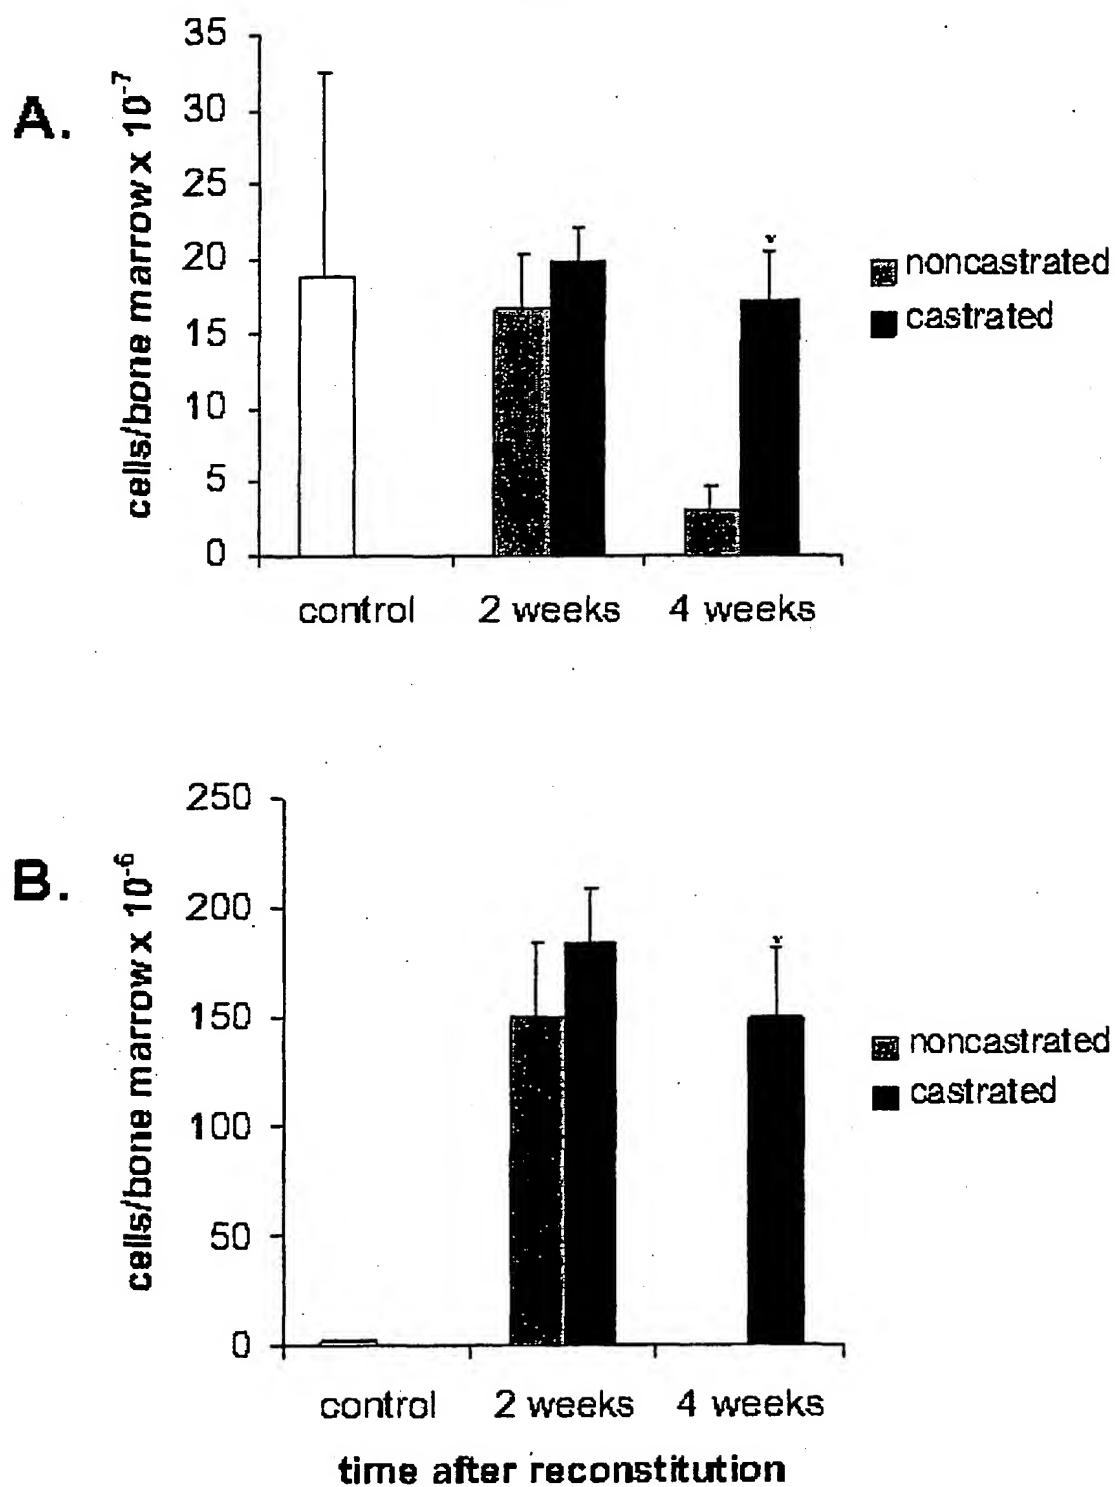 A.
cells/bone marrow x 10^-7
35
30
25
20
15
10
5
0
control 2 weeks 4 weeks
noncastrated
castrated
*
B.
cells/bone marrow x 10^-6
250
200
150
100
50
0
control 2 weeks 4 weeks
noncastrated
castrated
*
time after reconstitution